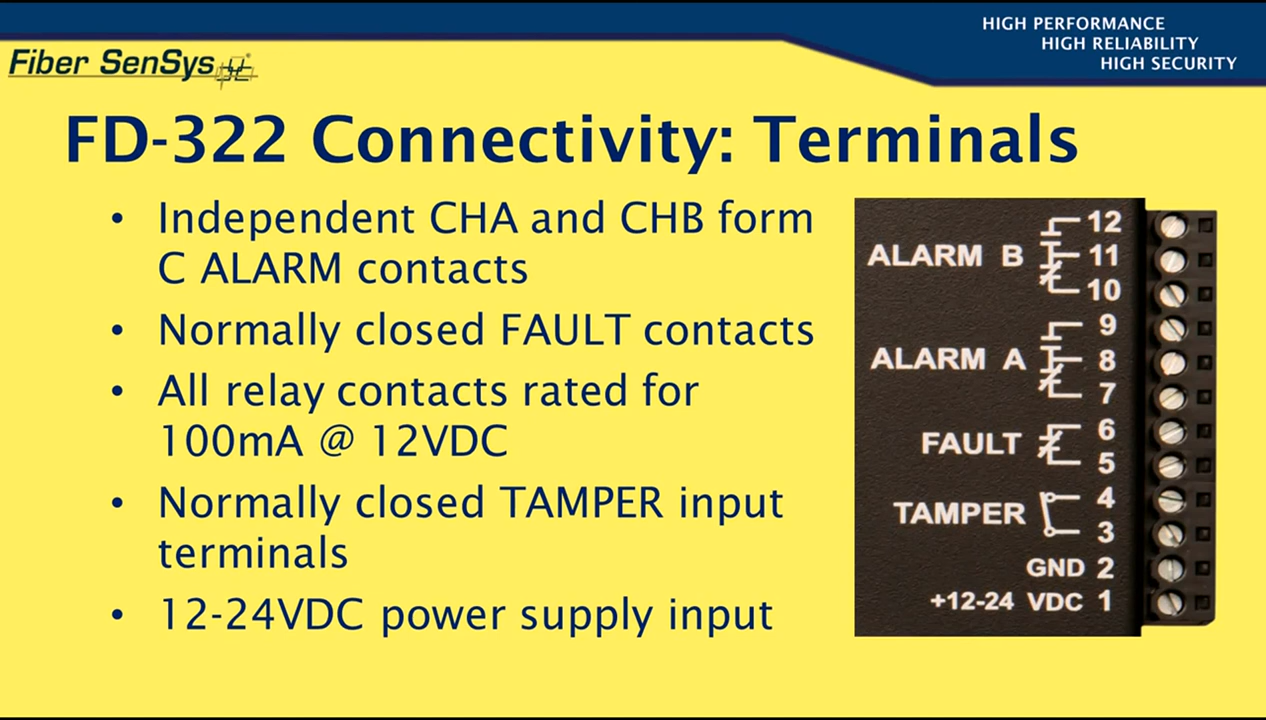 HIGH PERFORMANCE
HIGH RELIABILITY
HIGH SECURITY
Fiber SenSys
FD-322 Connectivity: Terminals
• Independent CHA and CHB form
C ALARM contacts
• Normally closed FAULT contacts
• All relay contacts rated for
100mA @ 12VDC
• Normally closed TAMPER input
terminals
• 12-24VDC power supply input
12
ALARM B 11
10
9
ALARM A 8
7
6
FAULT
5
4
TAMPER
3
GND 2
+12-24 VDC 1